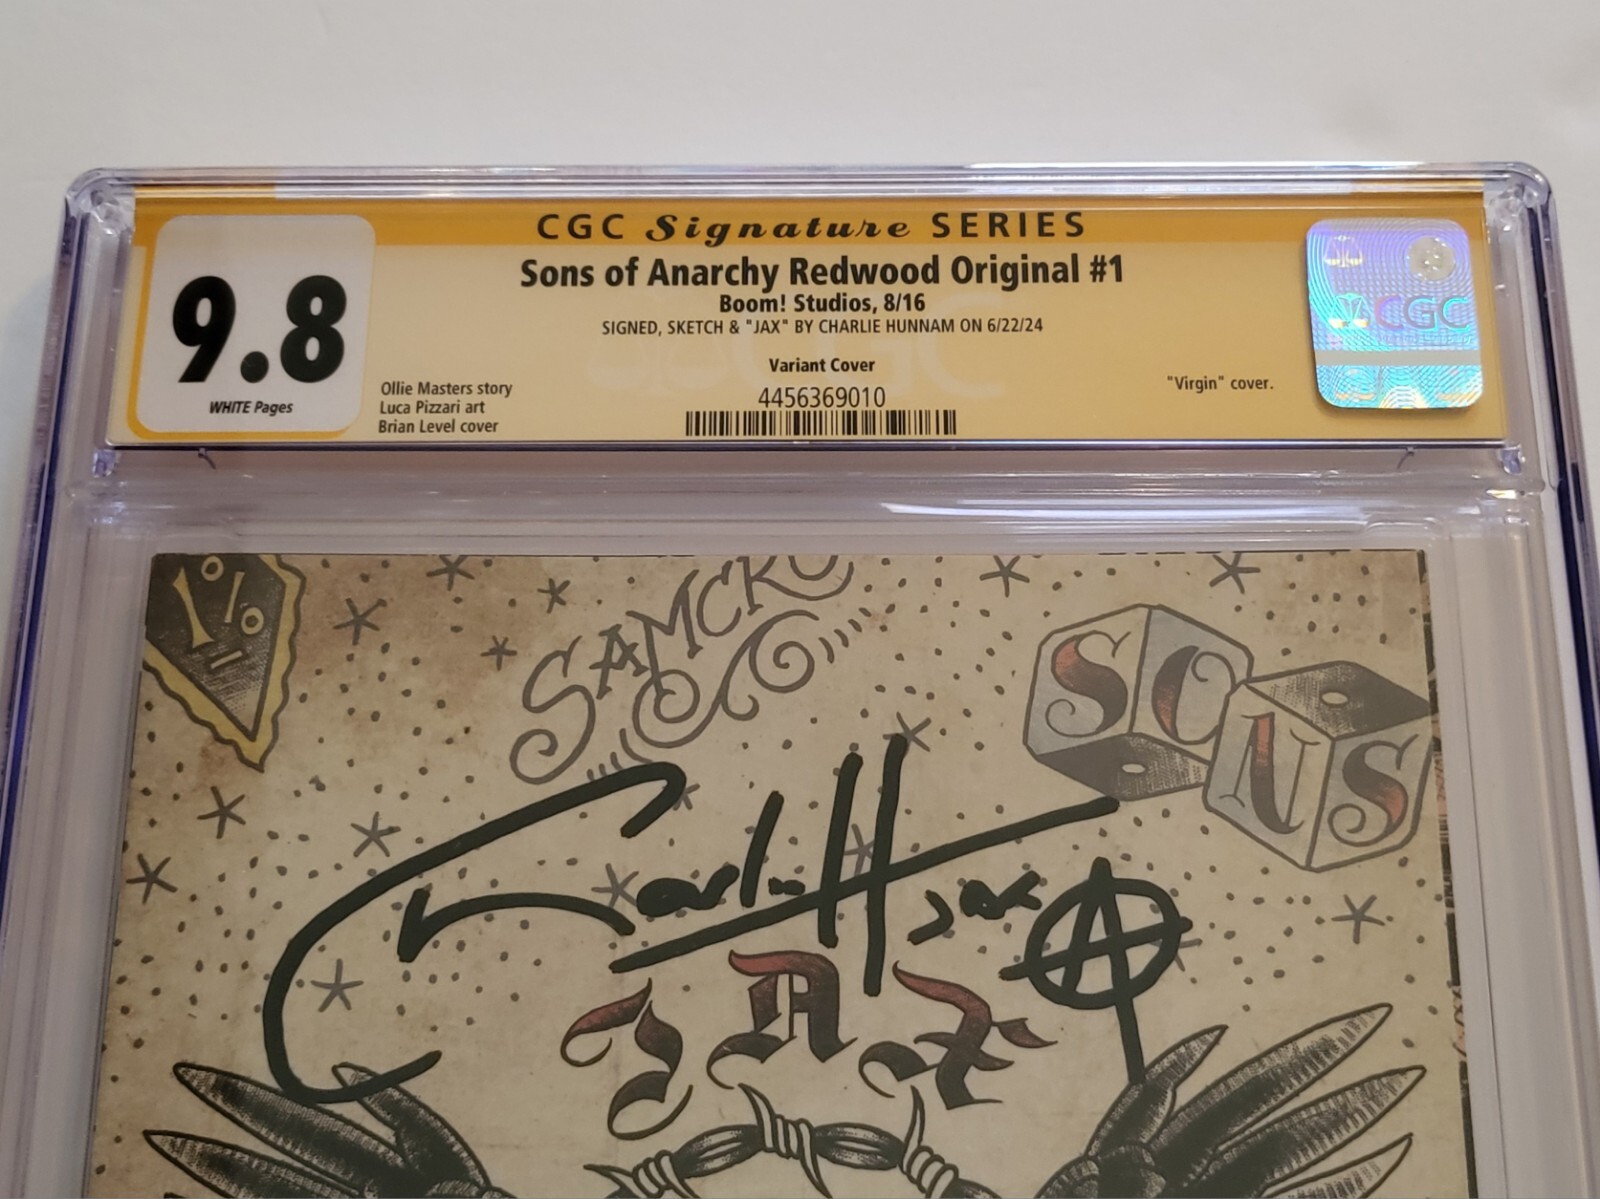 CGC Signature SERIES
Sons of Anarchy Redwood Original #1
Boom! Studios, 8/16
SIGNED, SKETCH & "JAX" BY CHARLIE HUNNAM ON 6/22/24
Variant Cover
4456369010
9.8
WHITE Pages
Ollie Masters story
Luca Pizzari art
Brian Level cover
"Virgin" cover.
CGC
1%
SAMCRO
SONS
Jax A
JAX